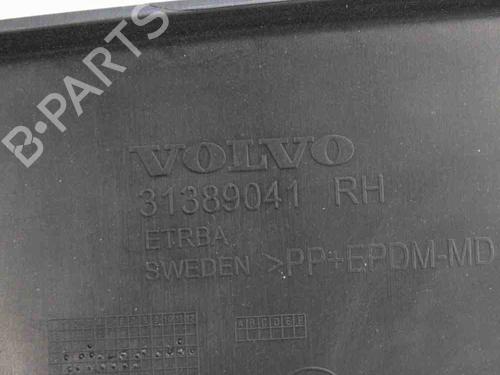 B-PARTS
VOLVO
31389041 RH
ETRBA
SWEDEN >PP+EPDM-MD
A B C D E F